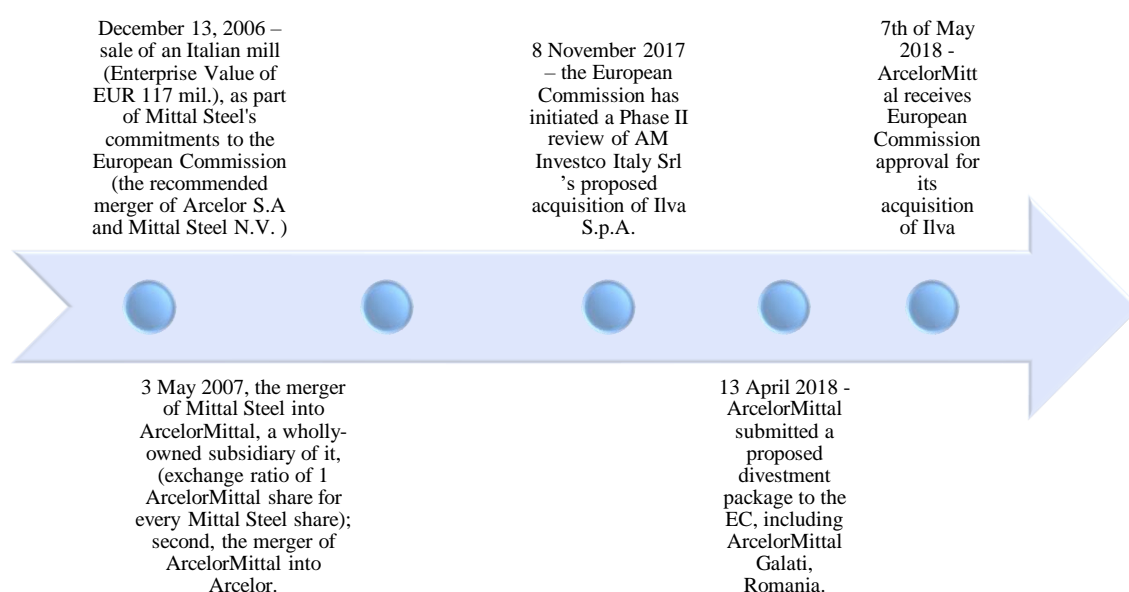 December 13, 2006 –
sale of an Italian mill
(Enterprise Value of
EUR 117 mil.), as part
of Mittal Steel's
commitments to the
European Commission
(the recommended
merger of Arcelor S.A
and Mittal Steel N.V. )
3 May 2007, the merger
of Mittal Steel into
ArcelorMittal, a wholly-
owned subsidiary of it,
(exchange ratio of 1
ArcelorMittal share for
every Mittal Steel share);
second, the merger of
ArcelorMittal into
Arcelor.
8 November 2017
– the European
Commission has
initiated a Phase II
review of AM
Investco Italy Srl
’s proposed
acquisition of Ilva
S.p.A.
13 April 2018 -
ArcelorMittal
submitted a
proposed
divestment
package to the
EC, including
ArcelorMittal
Galati,
Romania.
7th of May
2018 -
ArcelorMitt
al receives
European
Commission
approval for
its
acquisition
of Ilva